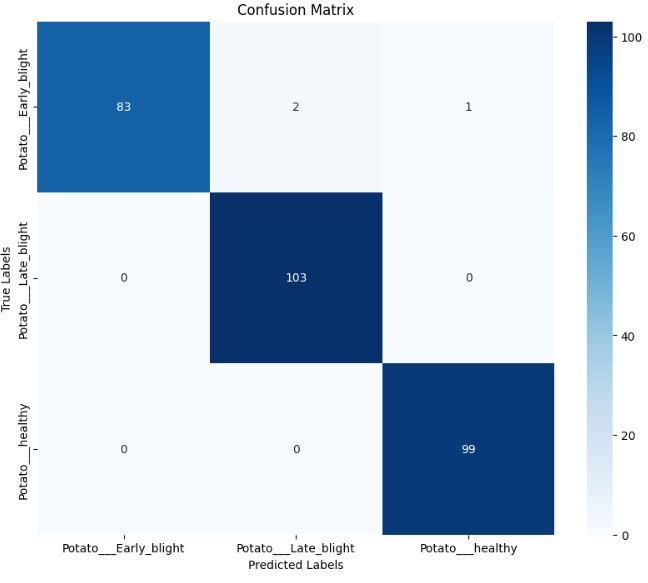 Confusion Matrix
True Labels
Potato___Early_blight
83
2
1
Potato___Late_blight
0
103
0
Potato___healthy
0
0
99
Potato___Early_blight
Potato___Late_blight
Potato___healthy
Predicted Labels
100
80
60
40
20
0